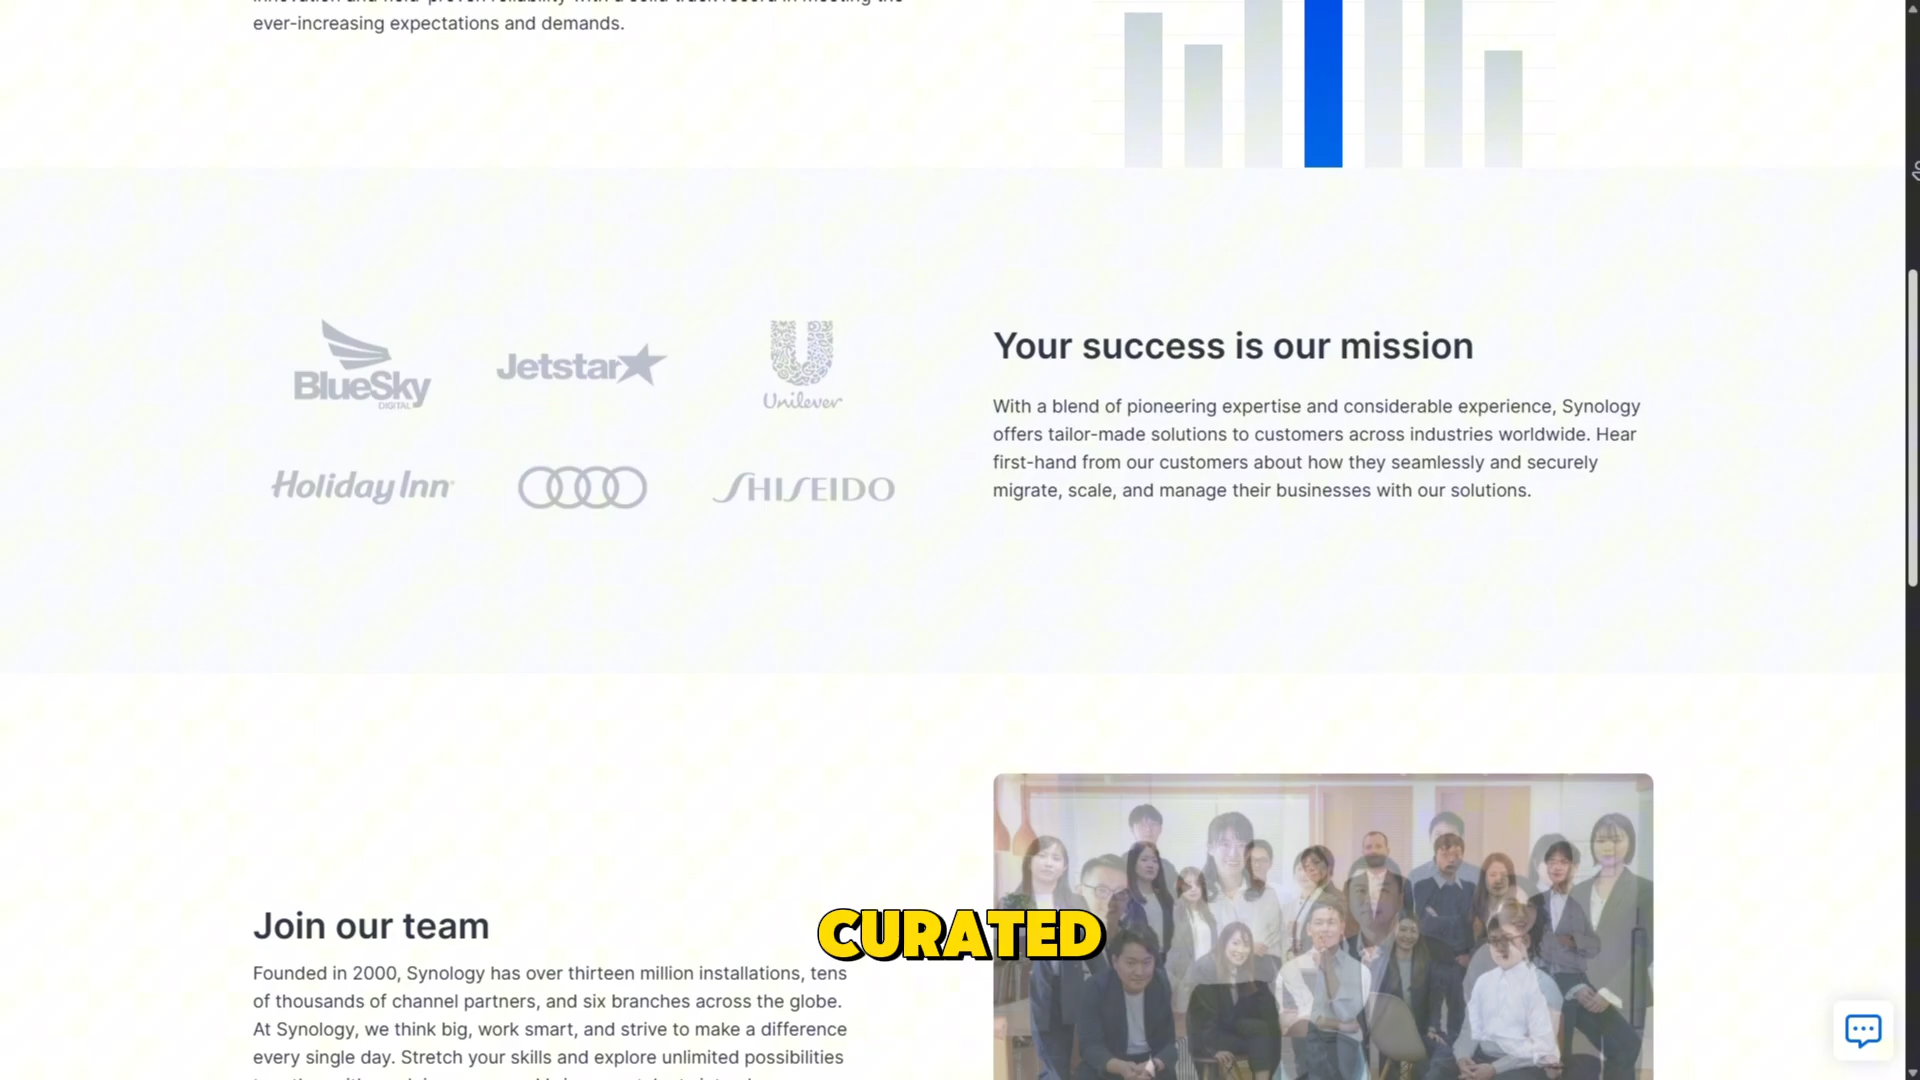 ever-increasing expectations and demands.
BlueSky
DIGITAL
Jetstar
Unilever
Holiday Inn
SHISEIDO
Your success is our mission
With a blend of pioneering expertise and considerable experience, Synology
offers tailor-made solutions to customers across industries worldwide. Hear
first-hand from our customers about how they seamlessly and securely
migrate, scale, and manage their businesses with our solutions.
Join our team
Founded in 2000, Synology has over thirteen million installations, tens
of thousands of channel partners, and six branches across the globe.
At Synology, we think big, work smart, and strive to make a difference
every single day. Stretch your skills and explore unlimited possibilities
CURATED